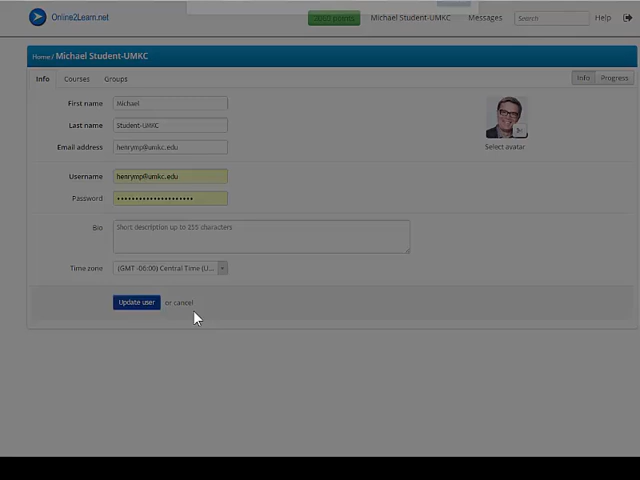 Online2Learn.net
3060 points
Michael Student-UMKC
Messages
Search
Help
Home / Michael Student-UMKC
Info
Courses
Groups
Info
Progress
First name
Michael
Last name
Student-UMKC
Email address
henrymp@umkc.edu
Select avatar
Username
henrymp@umkc.edu
Password
Bio
Short description up to 255 characters
Time zone
(GMT -06:00) Central Time (U...
Update user
or cancel